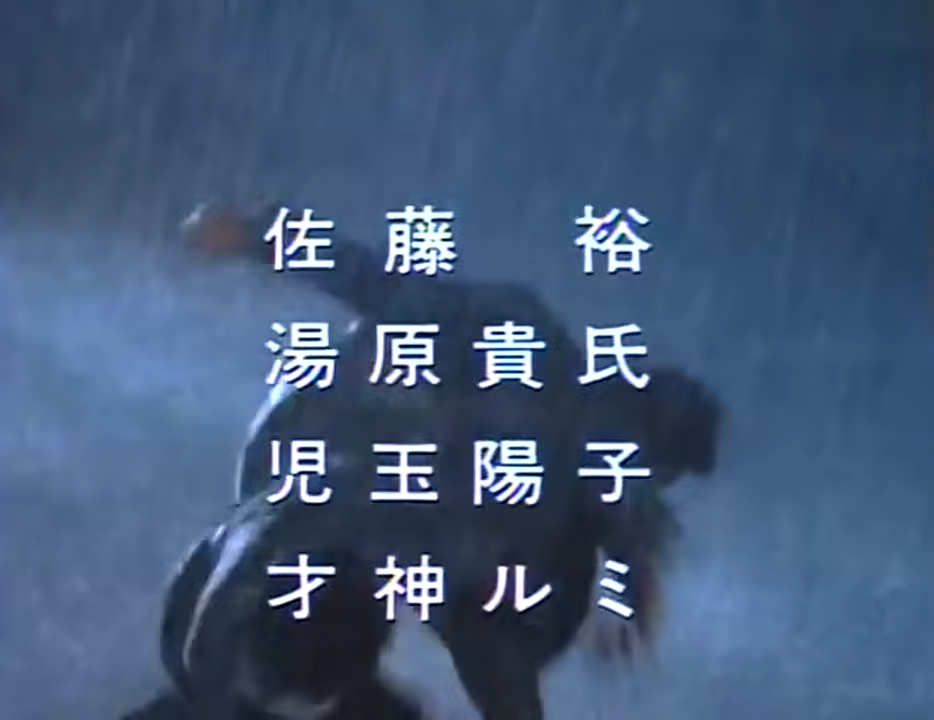 佐藤　裕
湯原貴氏
児玉陽子
才神ルミ